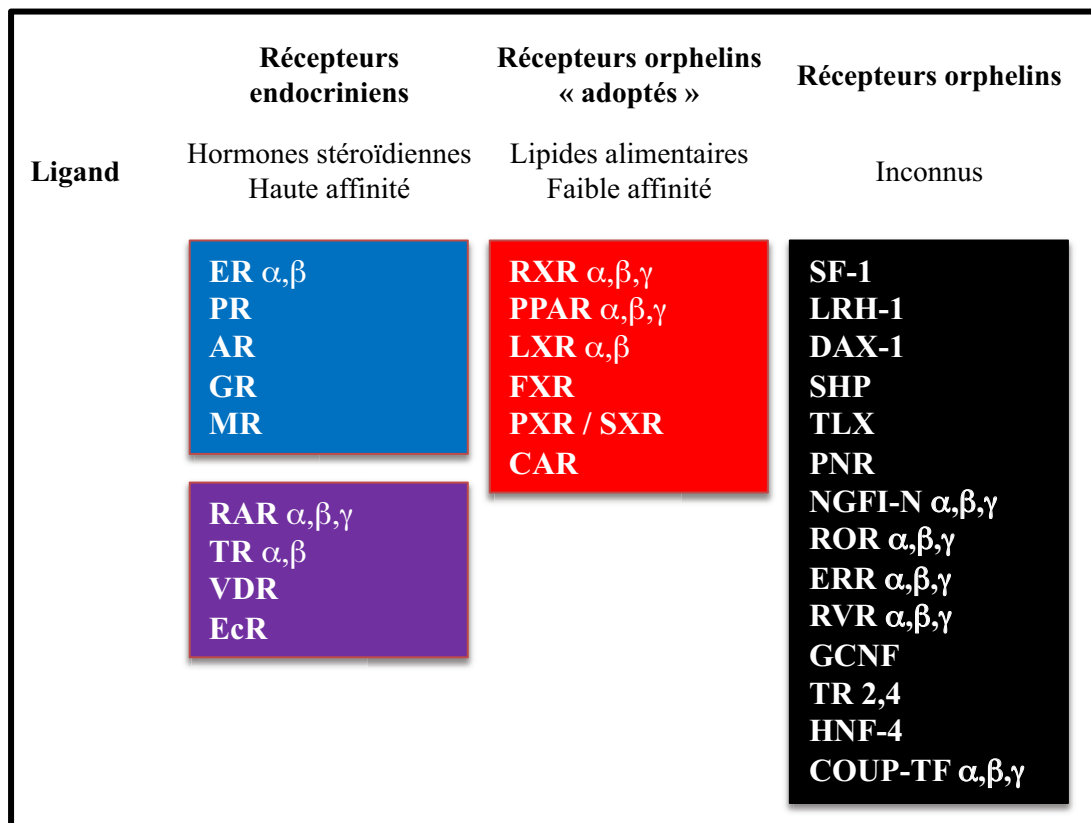 Récepteurs
endocriniens
Récepteurs orphelins
« adoptés »
Récepteurs orphelins
Ligand
Hormones stéroïdiennes
Haute affinité
Lipides alimentaires
Faible affinité
Inconnus
ER α,β
PR
AR
GR
MR
RAR α,β,γ
TR α,β
VDR
EcR
RXR α,β,γ
PPAR α,β,γ
LXR α,β
FXR
PXR / SXR
CAR
SF-1
LRH-1
DAX-1
SHP
TLX
PNR
NGFI-N α,β,γ
ROR α,β,γ
ERR α,β,γ
RVR α,β,γ
GCNF
TR 2,4
HNF-4
COUP-TF α,β,γ